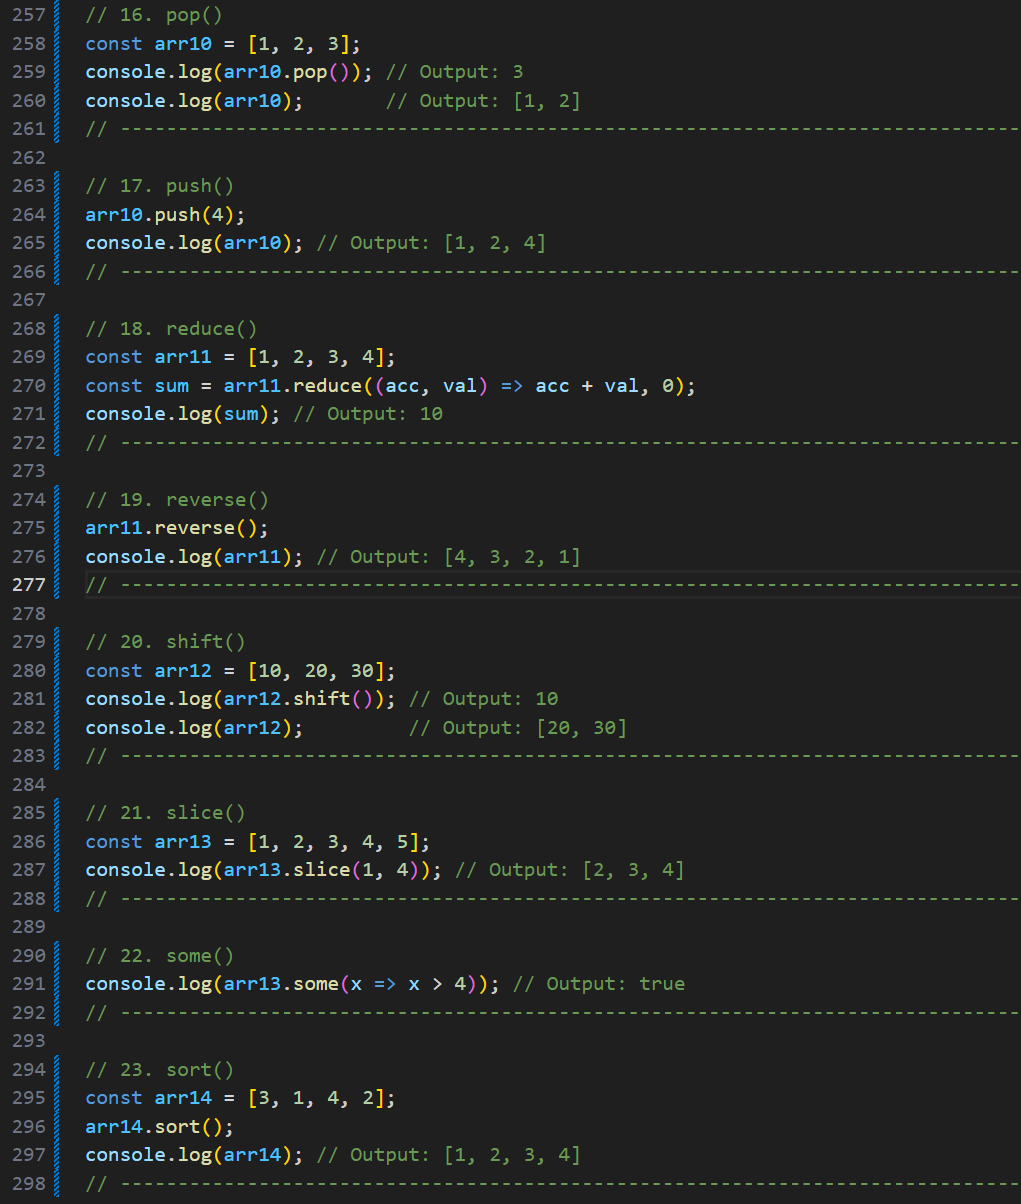 257 // 16. pop()
258 const arr10 = [1, 2, 3];
259 console.log(arr10.pop()); // Output: 3
260 console.log(arr10);       // Output: [1, 2]
261 // ------------------------------------------------------------------------------
262
263 // 17. push()
264 arr10.push(4);
265 console.log(arr10); // Output: [1, 2, 4]
266 // ------------------------------------------------------------------------------
267
268 // 18. reduce()
269 const arr11 = [1, 2, 3, 4];
270 const sum = arr11.reduce((acc, val) => acc + val, 0);
271 console.log(sum); // Output: 10
272 // ------------------------------------------------------------------------------
273
274 // 19. reverse()
275 arr11.reverse();
276 console.log(arr11); // Output: [4, 3, 2, 1]
277 // ------------------------------------------------------------------------------
278
279 // 20. shift()
280 const arr12 = [10, 20, 30];
281 console.log(arr12.shift()); // Output: 10
282 console.log(arr12);         // Output: [20, 30]
283 // ------------------------------------------------------------------------------
284
285 // 21. slice()
286 const arr13 = [1, 2, 3, 4, 5];
287 console.log(arr13.slice(1, 4)); // Output: [2, 3, 4]
288 // ------------------------------------------------------------------------------
289
290 // 22. some()
291 console.log(arr13.some(x => x > 4)); // Output: true
292 // ------------------------------------------------------------------------------
293
294 // 23. sort()
295 const arr14 = [3, 1, 4, 2];
296 arr14.sort();
297 console.log(arr14); // Output: [1, 2, 3, 4]
298 // ------------------------------------------------------------------------------